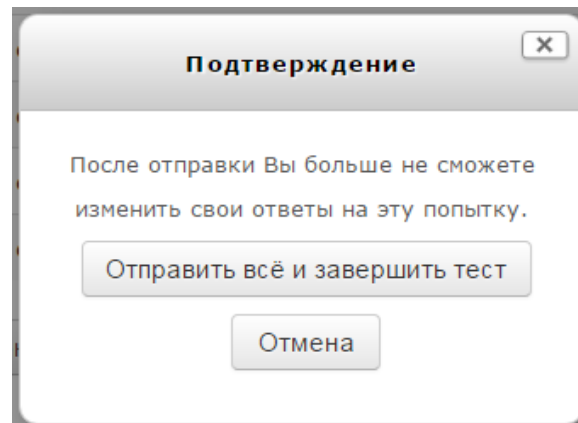 Подтверждение
После отправки Вы больше не сможете
изменить свои ответы на эту попытку.
Отправить всё и завершить тест
Отмена